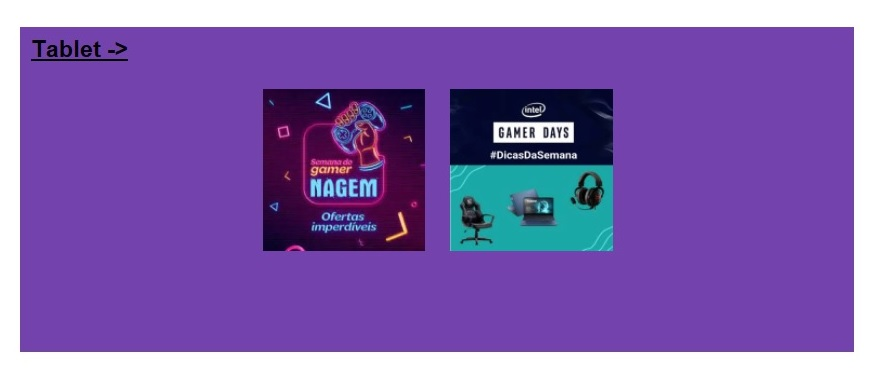 Tablet ->
Semana do
gamer
NAGEM
Ofertas
imperdíveis
intel
GAMER DAYS
#DicasDaSemana